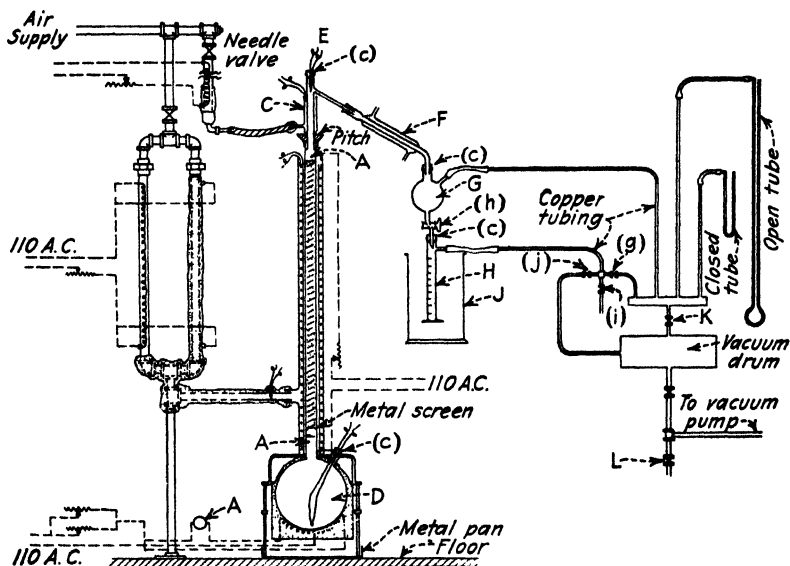 Air
Supply
Needle
valve
E
(c)
C
F
Pitch
A
(c)
G
(h)
(c)
Copper
tubing
(g)
(j)
(i)
H
J
Closed
tube
Open tube
K
Vacuum
drum
110 A.C.
110 A.C.
Metal screen
A
(c)
To vacuum
pump
L
D
A
Metal pan
Floor
110 A.C.